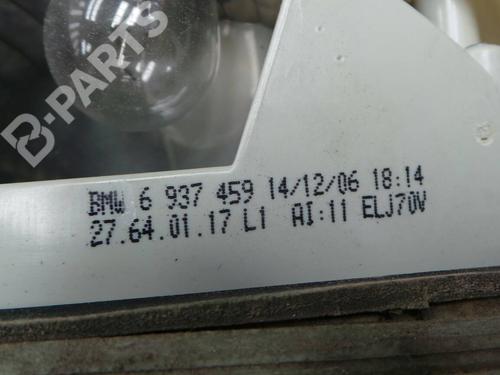 B-PARTS
BMW 6 937 459 14/12/06 18:14
27.64.01.17 L1 AI:11 ELJ70V